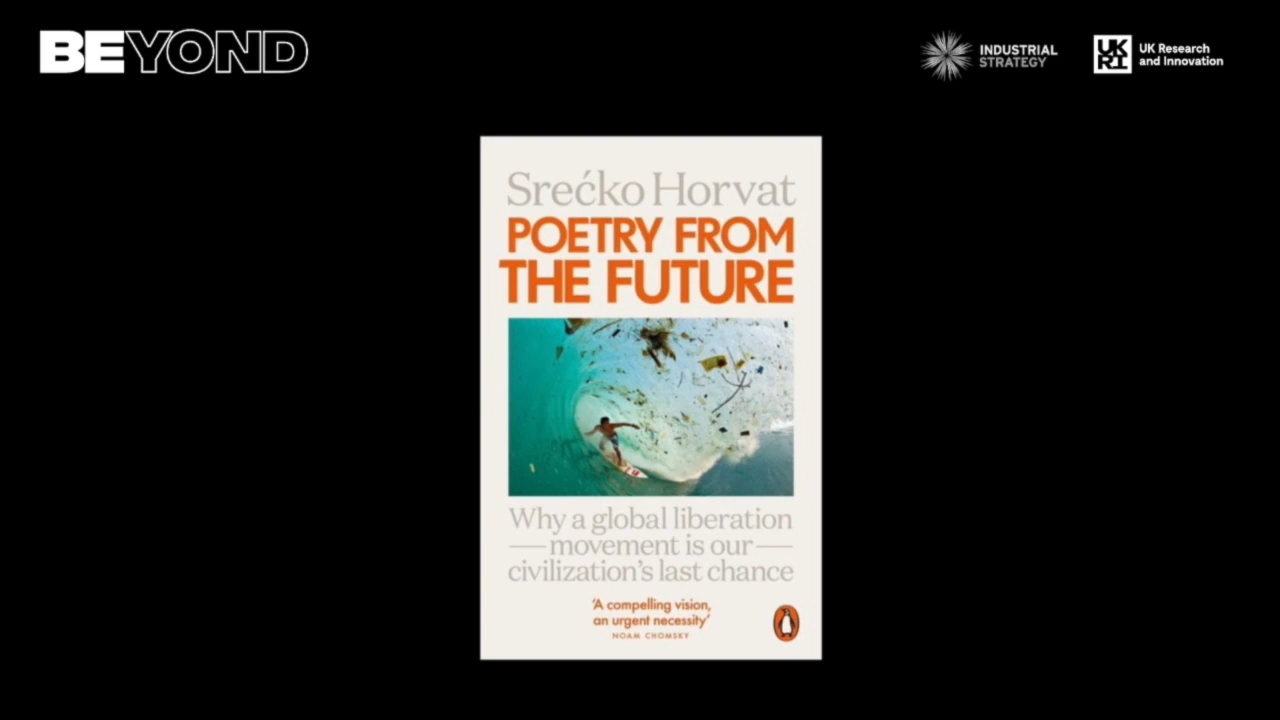 BEYOND
INDUSTRIAL
STRATEGY
UK
RI
UK Research
and Innovation
Srećko Horvat
POETRY FROM
THE FUTURE
Why a global liberation
movement is our
civilization's last chance
'A compelling vision,
an urgent necessity'
NOAM CHOMSKY